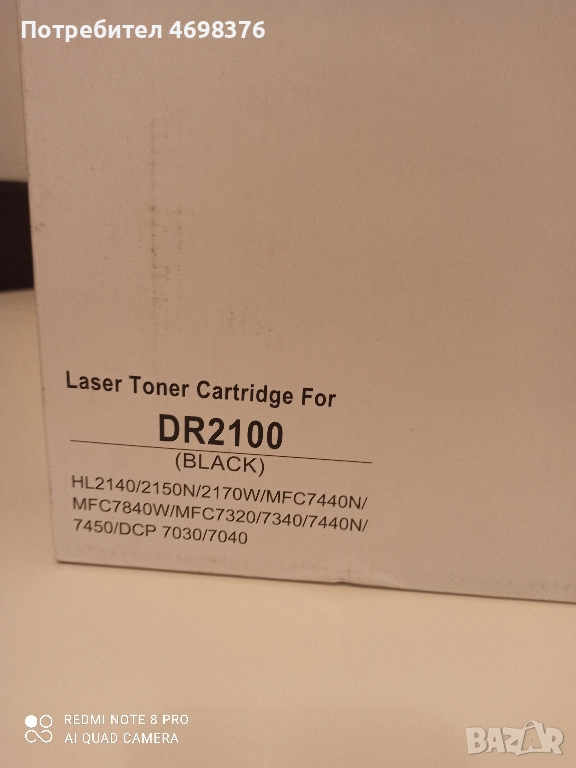 Потребител 4698376
Laser Toner Cartridge For
DR2100
(BLACK)
HL2140/2150N/2170W/MFC7440N/
MFC7840W/MFC7320/7340/7440N/
7450/DCP 7030/7040
REDMI NOTE 8 PRO
AI QUAD CAMERA
BAZAR